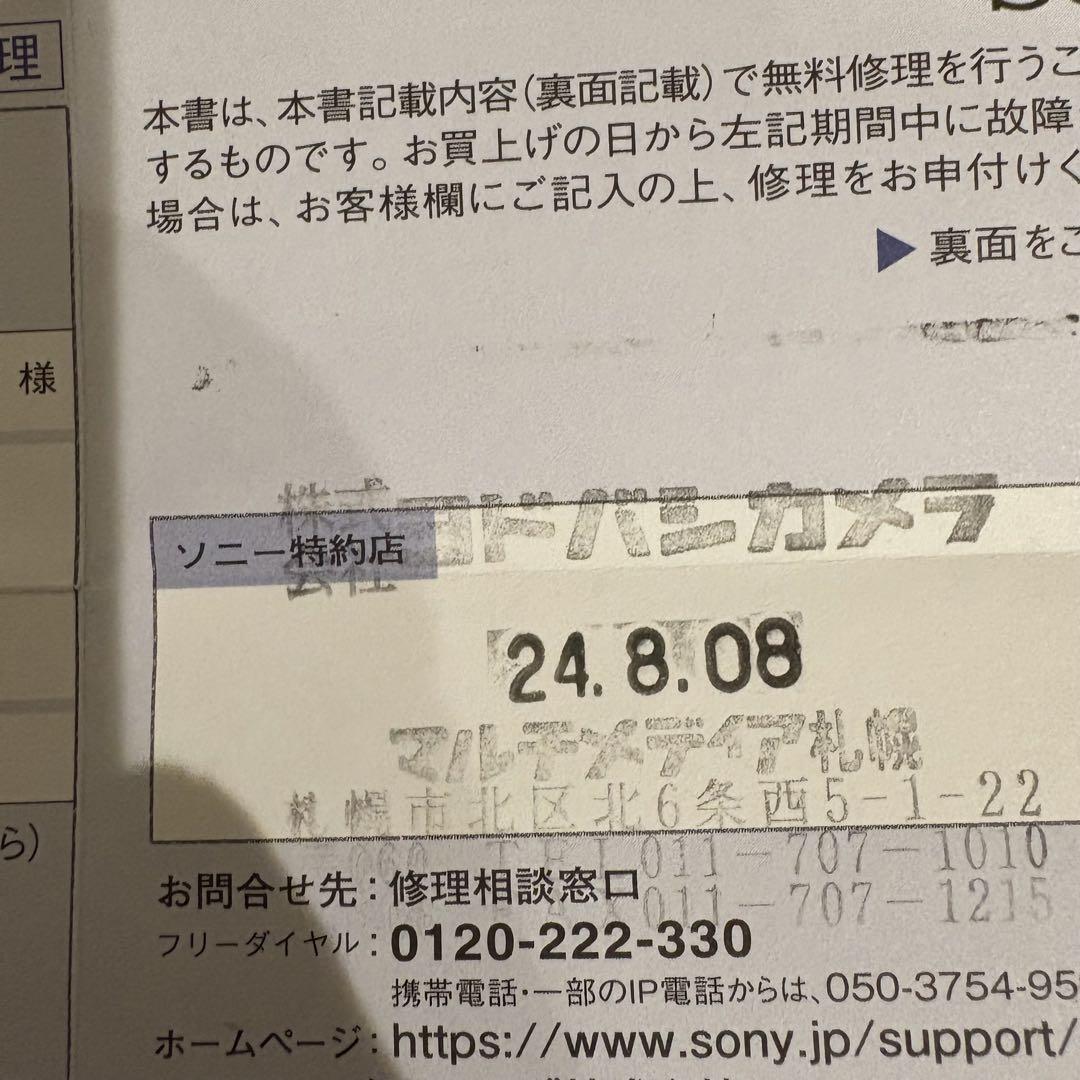 理
本書は、本書記載内容(裏面記載)で無料修理を行うこ
するものです。お買上げの日から左記期間中に故障
場合は、お客様欄にご記入の上、修理をお申付けく
▶裏面をご
様
株式会社ヨドバシカメラ
ソニー特約店
24.8.08
マルチメディア札幌
札幌市北区北6条西5-1-22
TEL011-707-1010
011-707-1215
ら)
お問合せ先:修理相談窓口
フリーダイヤル:0120-222-330
携帯電話・一部のIP電話からは、050-3754-95
ホームページ:https://www.sony.jp/support/